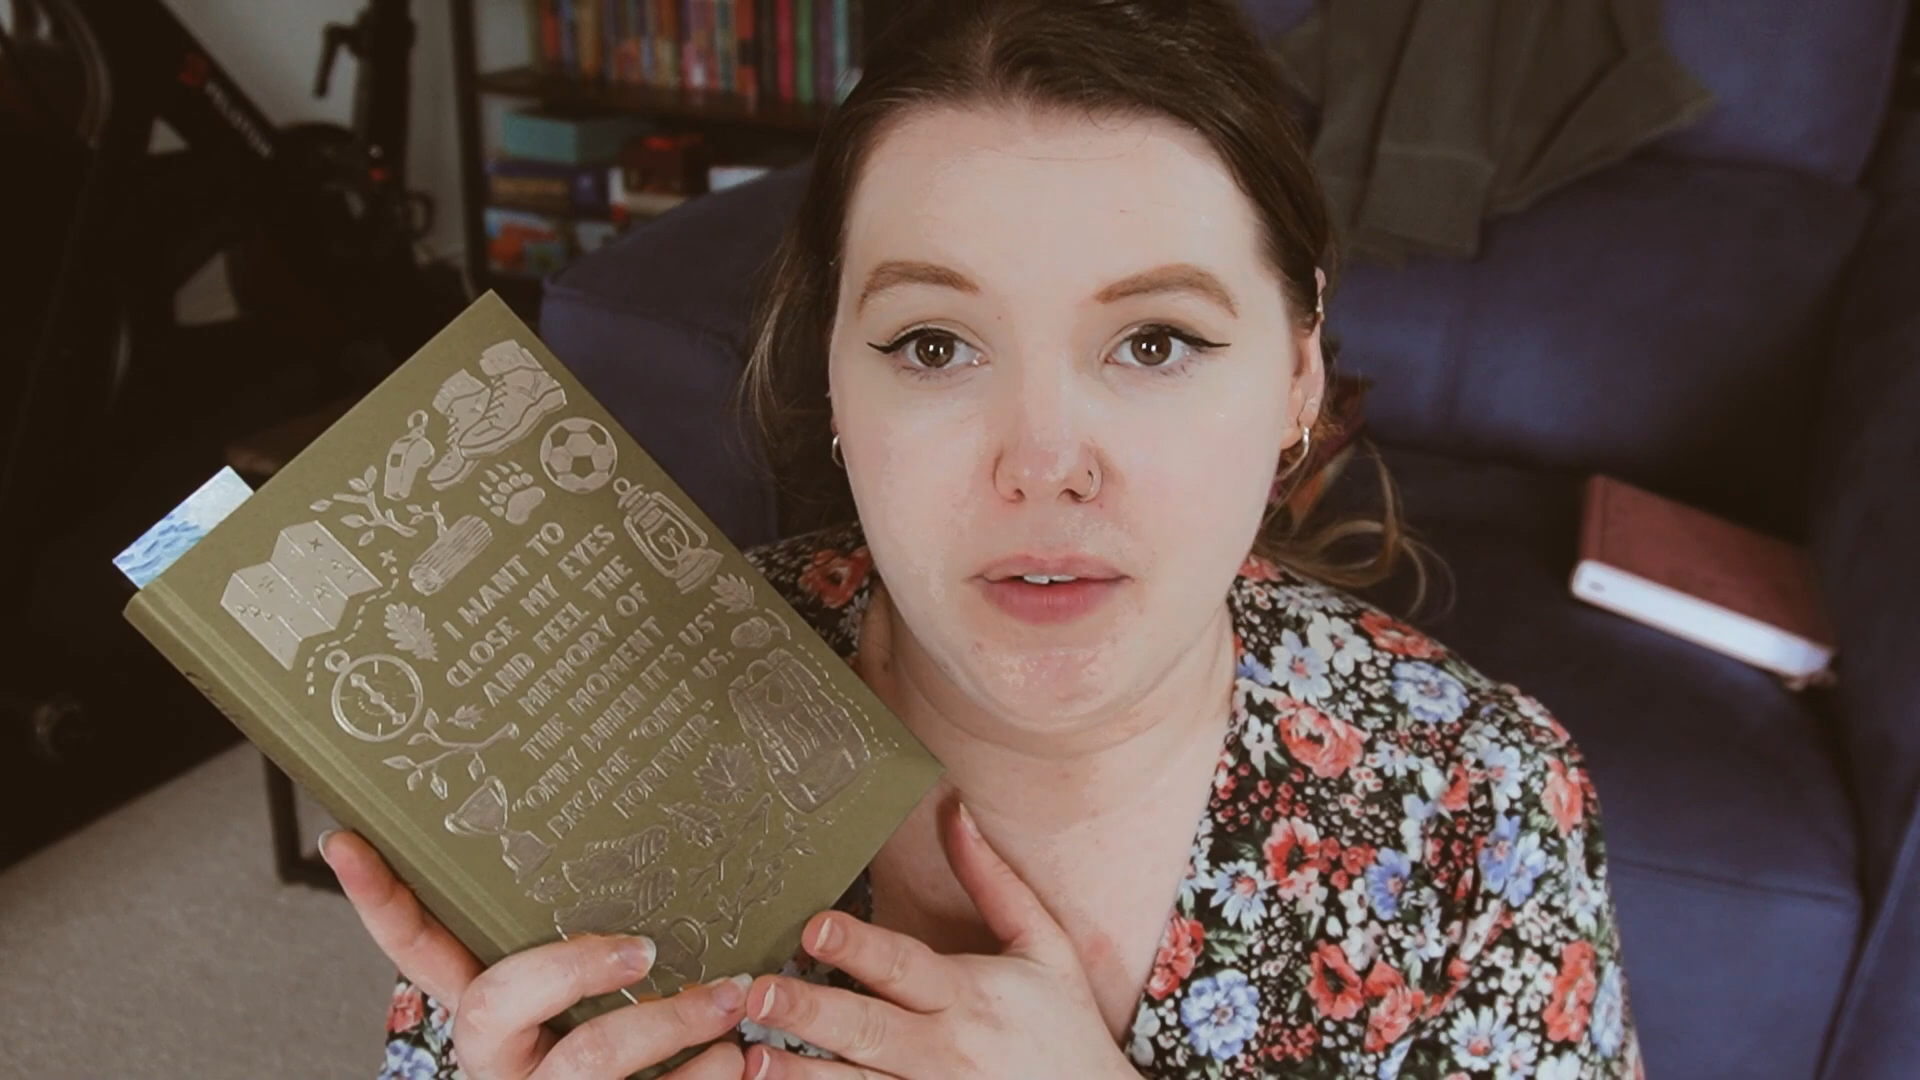 PELOTON
I WANT TO
CLOSE MY EYES
AND FEEL THE
MEMORY OF
THE MOMENT
"ONLY WHEN IT'S US"
BECAME "ONLY US.
FOREVER."